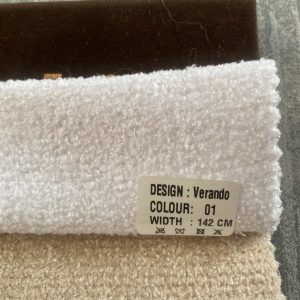 DESIGN : Verando
COLOUR: 01
WIDTH : 142 CM